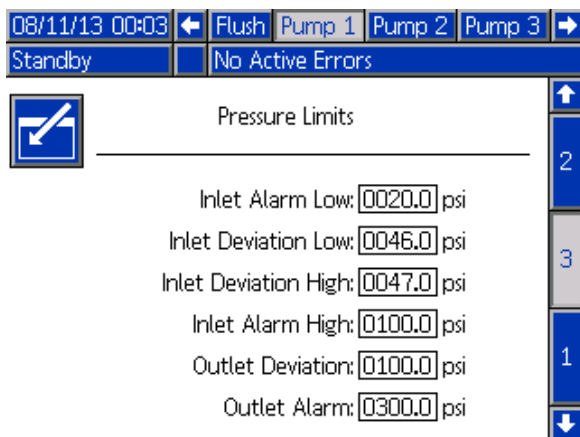 08/11/13 00:03 Flush Pump 1 Pump 2 Pump 3
Standby No Active Errors
Pressure Limits
2
Inlet Alarm Low: 0020.0 psi
Inlet Deviation Low: 0046.0 psi
3
Inlet Deviation High: 0047.0 psi
Inlet Alarm High: 0100.0 psi
1
Outlet Deviation: 0100.0 psi
Outlet Alarm: 0300.0 psi